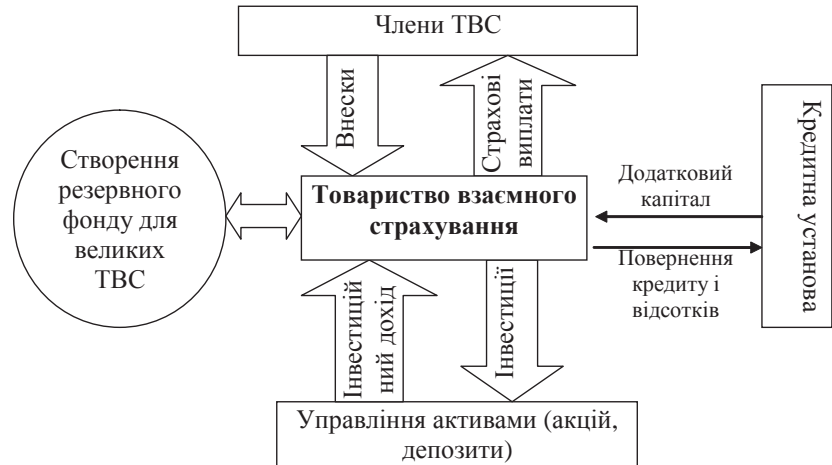 Члени ТВС
Внески
Страхові
виплати
Створення
резервного
фонду для
великих
ТВС
Товариство взаємного
страхування
Додатковий
капітал
Повернення
кредиту і
відсотків
Кредитна установа
Інвестицій
ний дохід
Інвестиції
Управління активами (акцій,
депозити)